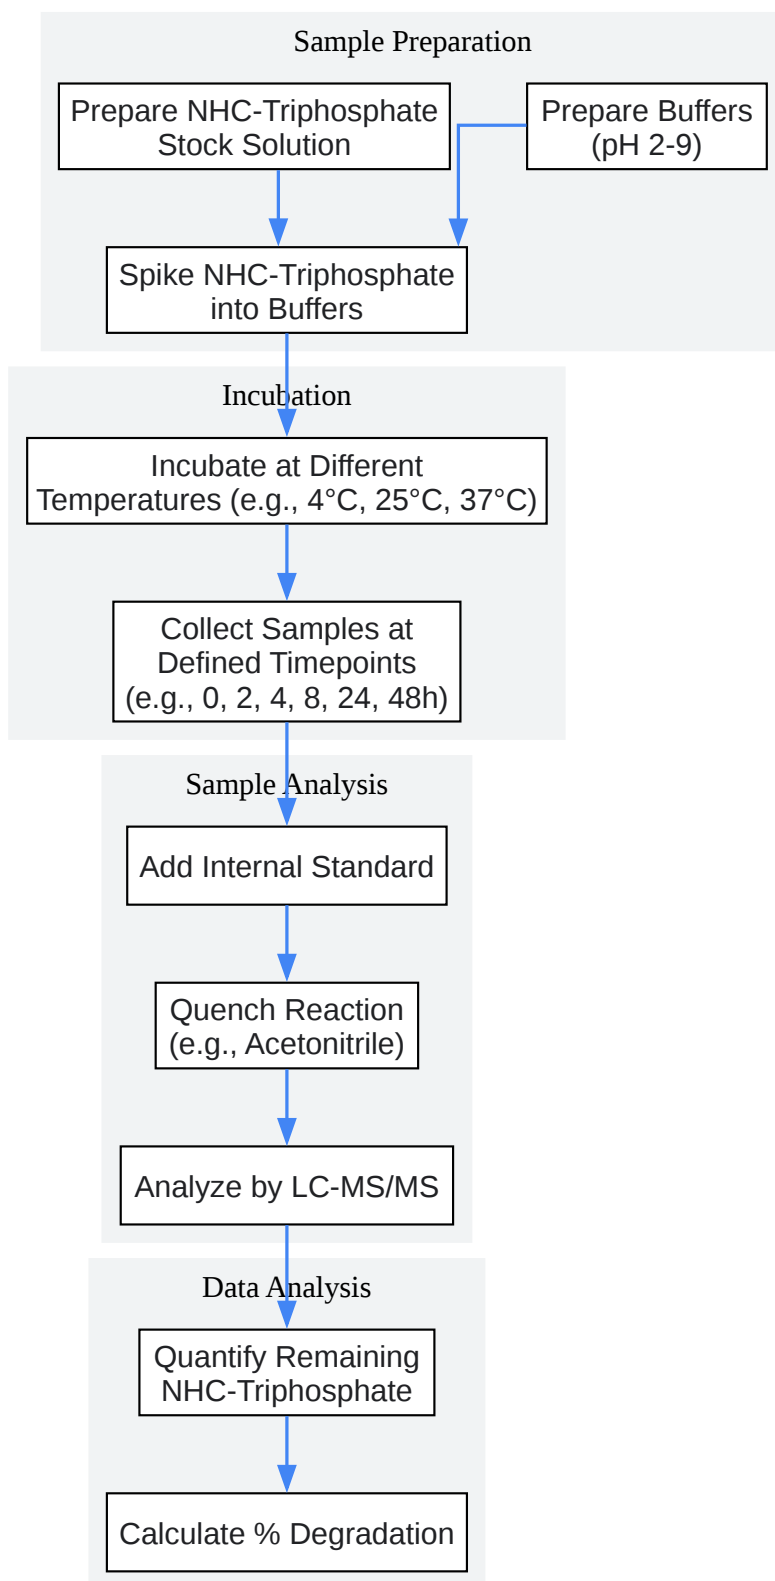 Sample Preparation
Prepare NHC-Triphosphate
Stock Solution
Prepare Buffers
(pH 2-9)
Spike NHC-Triphosphate
into Buffers
Incubation
Incubate at Different
Temperatures (e.g., 4°C, 25°C, 37°C)
Collect Samples at
Defined Timepoints
(e.g., 0, 2, 4, 8, 24, 48h)
Sample Analysis
Add Internal Standard
Quench Reaction
(e.g., Acetonitrile)
Analyze by LC-MS/MS
Data Analysis
Quantify Remaining
NHC-Triphosphate
Calculate % Degradation